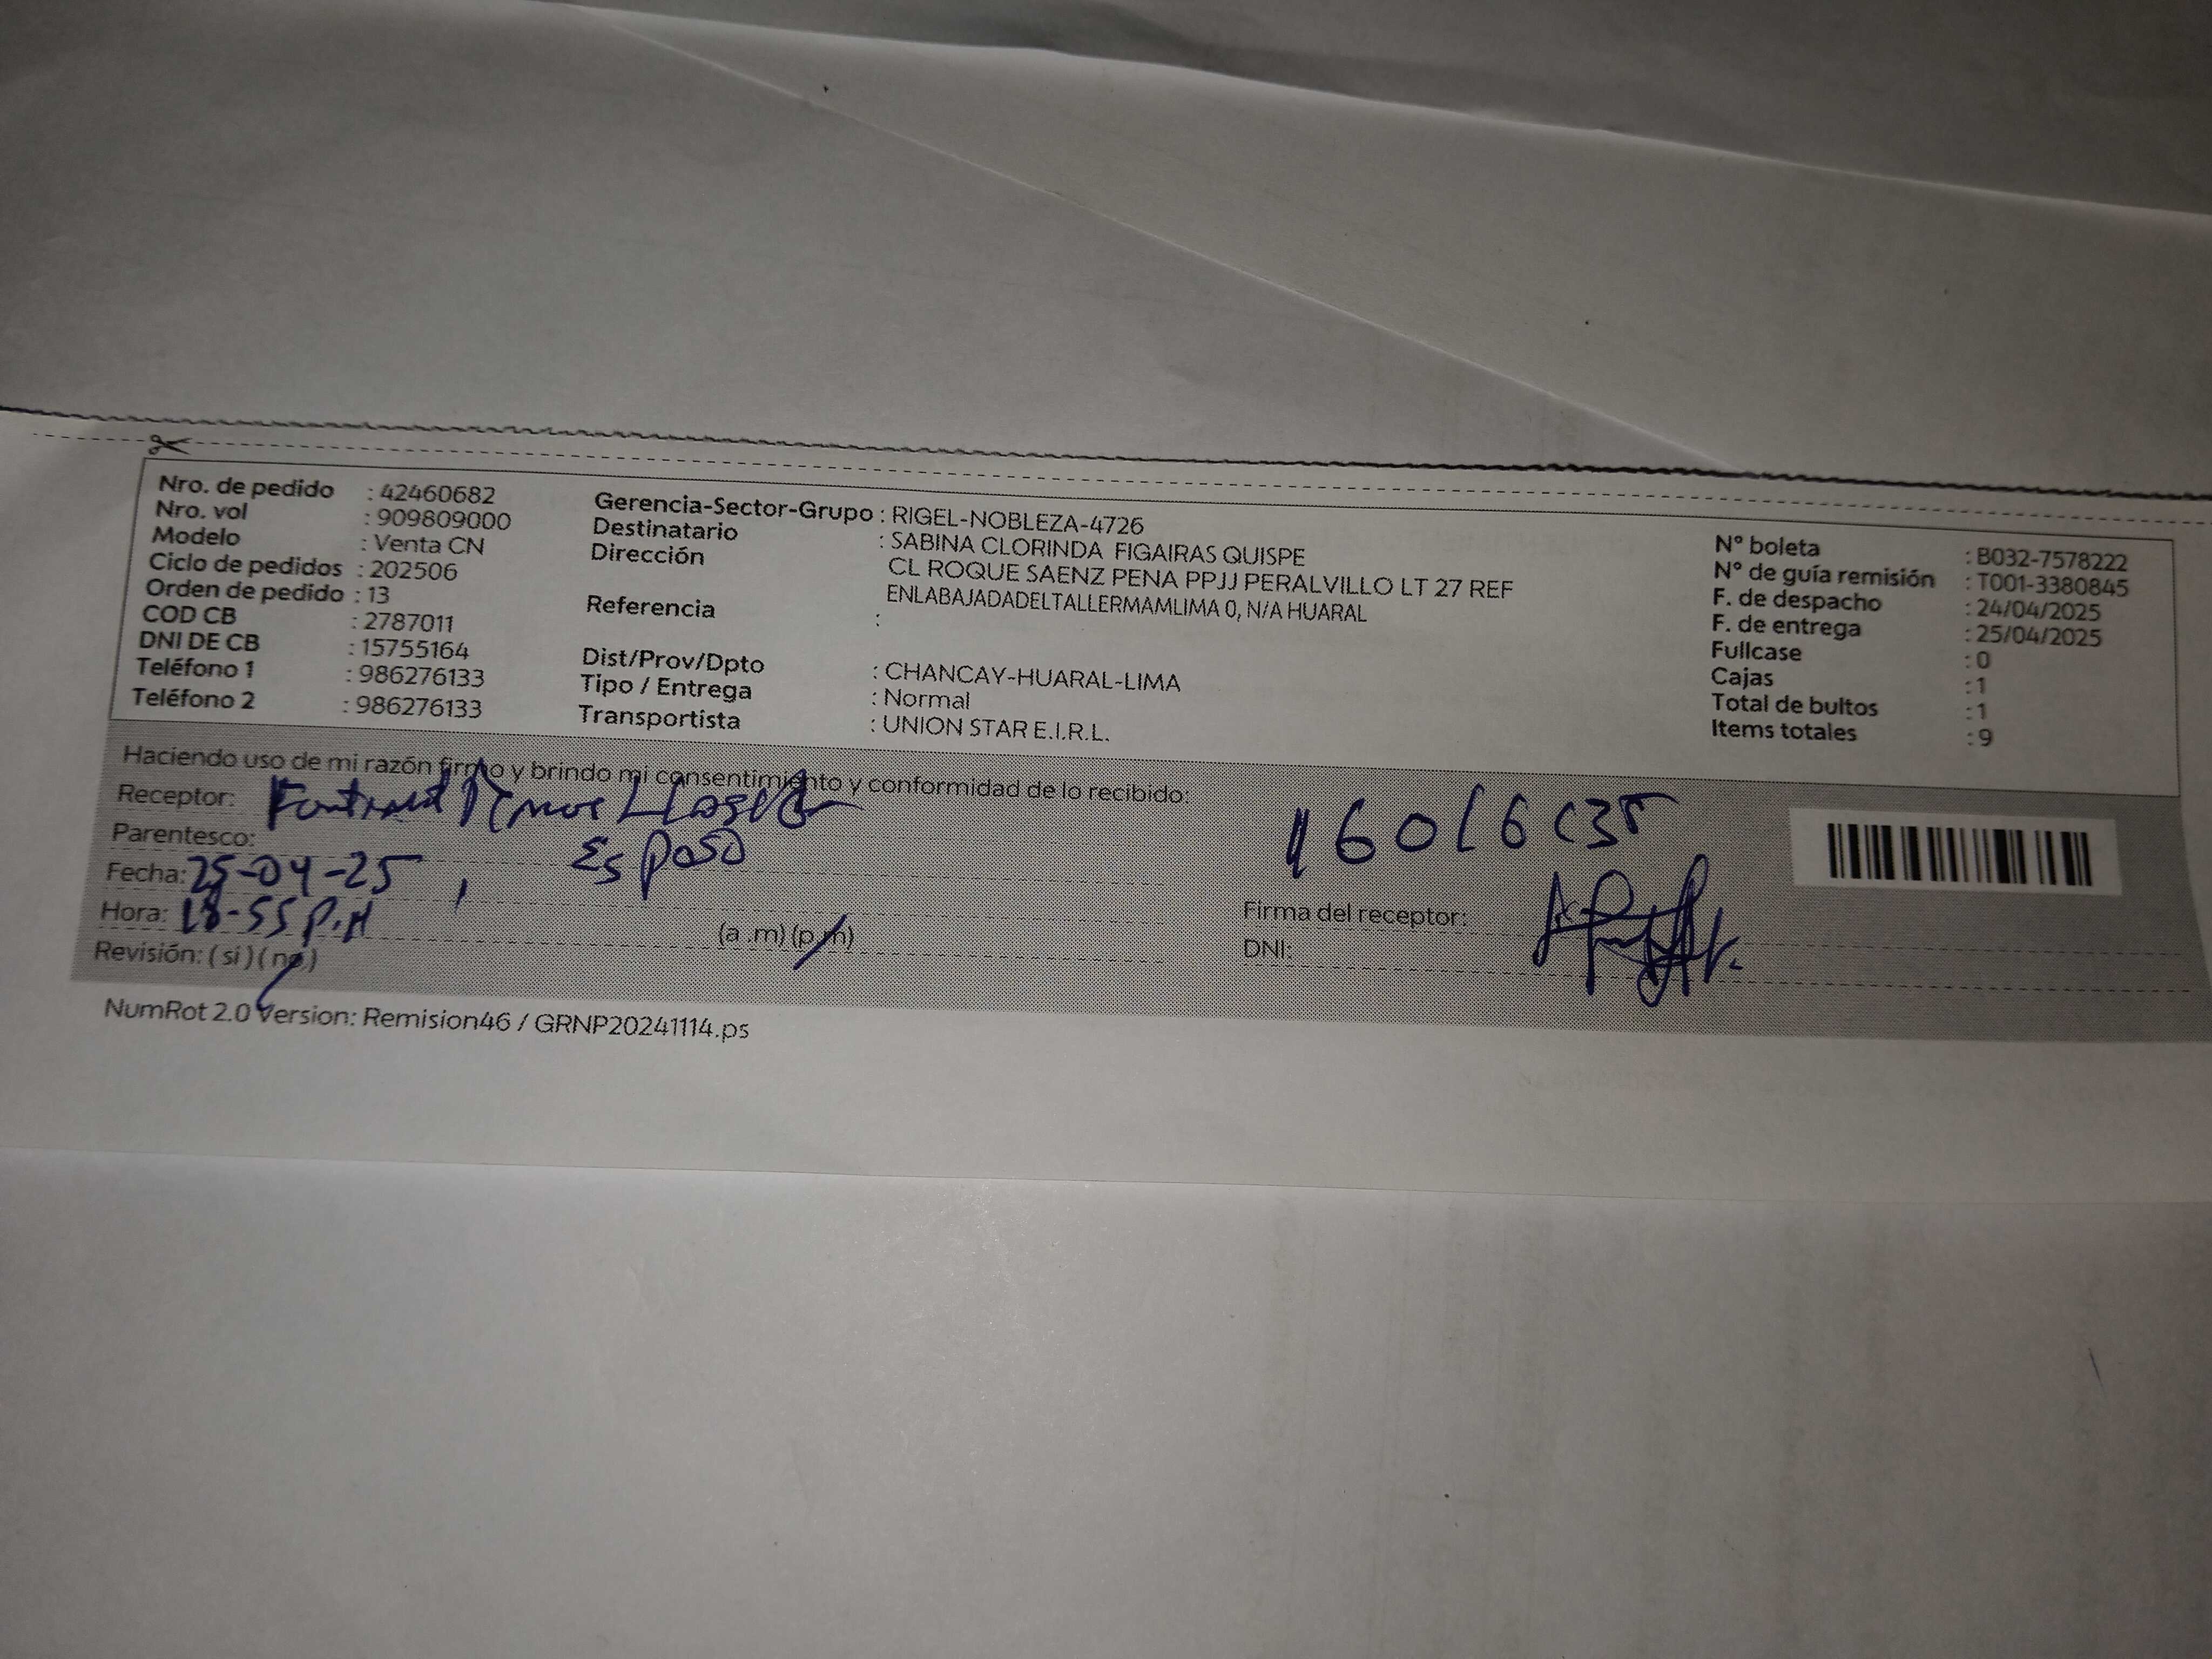 Nro. de pedido : 42460682
Nro. vol : 909809000
Modelo : Venta CN
Ciclo de pedidos : 202506
Orden de pedido : 13
COD CB : 2787011
DNI DE CB : 15755164
Teléfono 1 : 986276133
Teléfono 2 : 986276133
Gerencia-Sector-Grupo : RIGEL-NOBLEZA-4726
Destinatario : SABINA CLORINDA FIGAIRAS QUISPE
Dirección CL ROQUE SAENZ PENA PPJJ PERALVILLO LT 27 REF
ENLABAJADADELTALLERMAMLIMA 0, N/A HUARAL
Referencia :
Dist/Prov/Dpto : CHANCAY-HUARAL-LIMA
Tipo / Entrega : Normal
Transportista : UNION STAR E.I.R.L.
N° boleta : B032-7578222
N° de guía remisión : T001-3380845
F. de despacho : 24/04/2025
F. de entrega : 25/04/2025
Fullcase : 0
Cajas : 1
Total de bultos : 1
Items totales : 9
Haciendo uso de mi razón firmo y brindo mi consentimiento y conformidad de lo recibido:
Receptor:
Parentesco: Esposo
Fecha: 25-04-25
Hora: 18-55 P.M (a .m) (p.m)
Revisión: ( si ) ( no )
Firma del receptor:
DNI:
NumRot 2.0 Version: Remision46 / GRNP20241114.ps